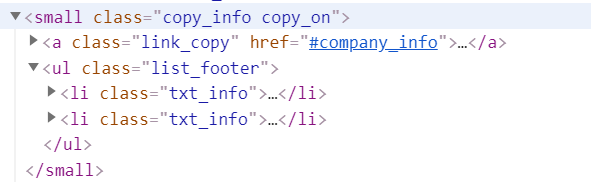 ▼<small class="copy_info copy_on">
▶<a class="link_copy" href="#company_info">…</a>
▼<ul class="list_footer">
▶<li class="txt_info">…</li>
▶<li class="txt_info">…</li>
</ul>
</small>